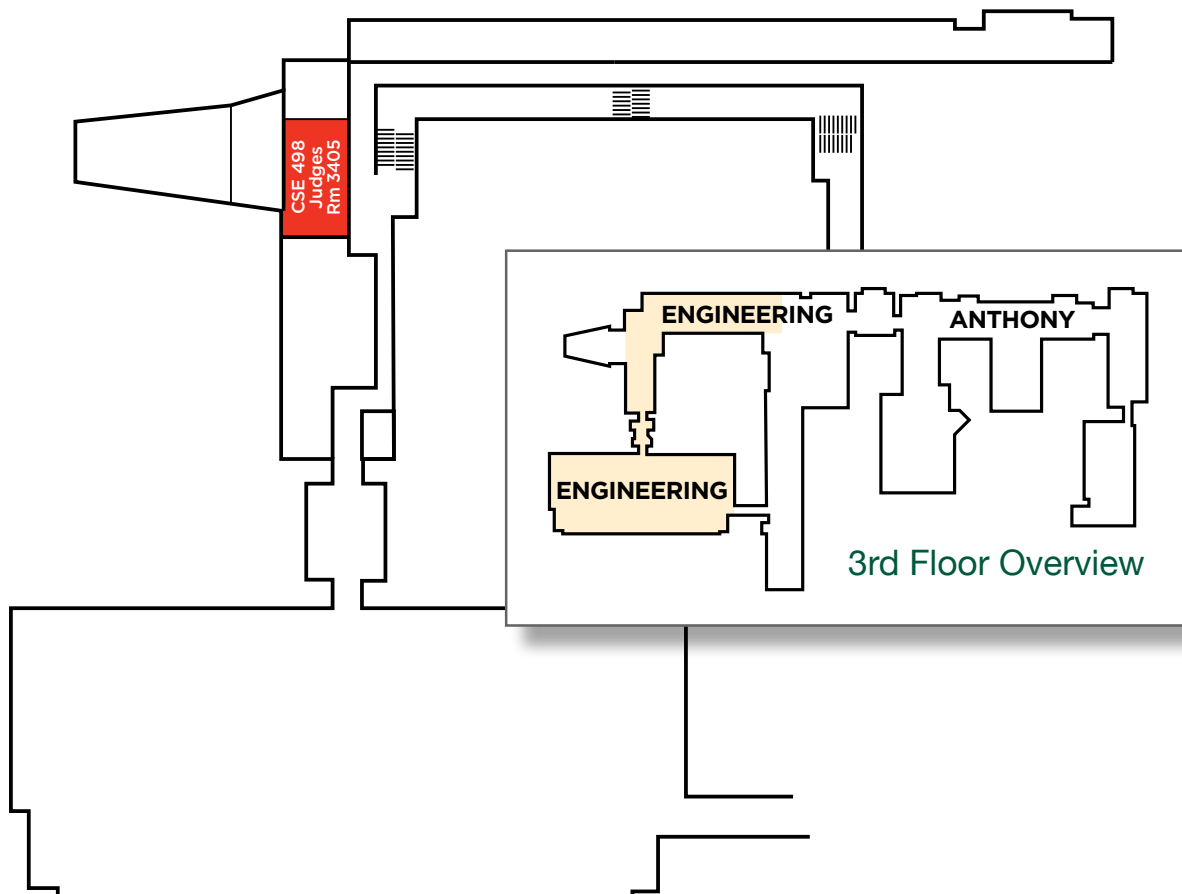 CSE 498
Judges
Rm 3405
ENGINEERING
ANTHONY
ENGINEERING
3rd Floor Overview